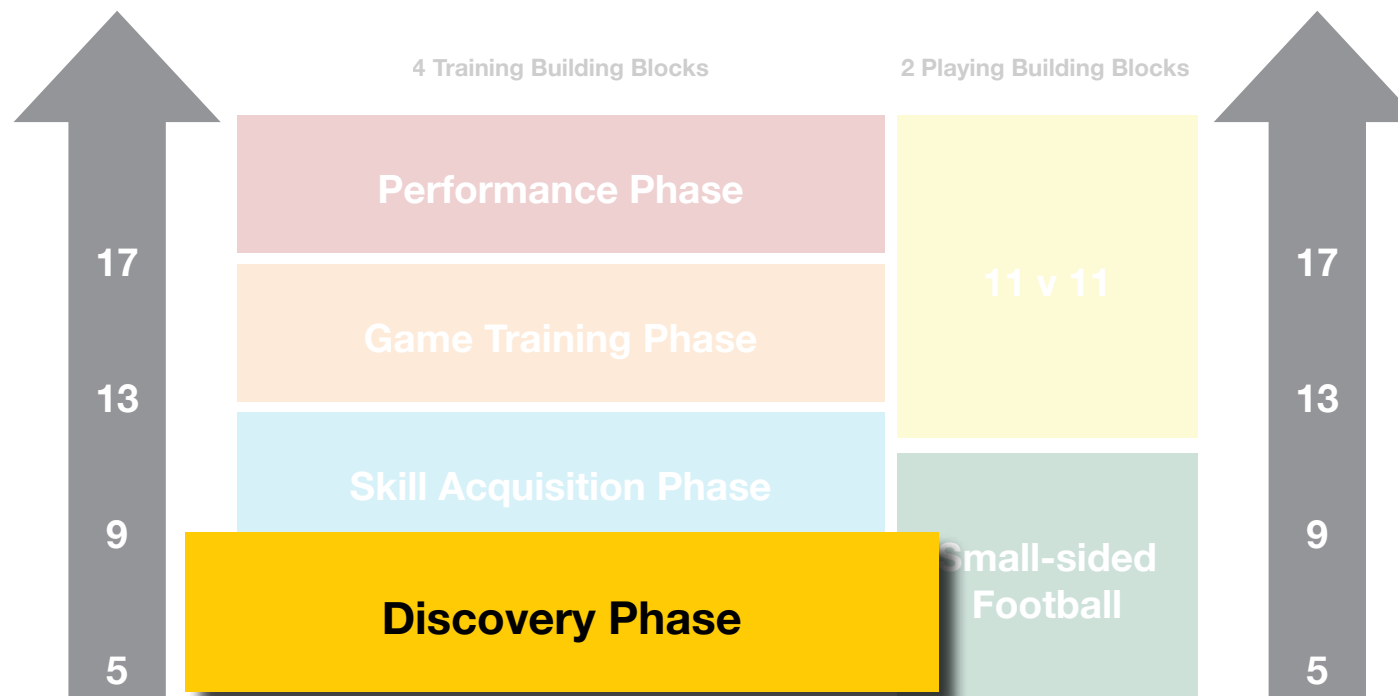 4 Training Building Blocks
2 Playing Building Blocks
Performance Phase
17
11 v 11
17
Game Training Phase
13
13
Skill Acquisition Phase
9
9
Small-sided
Football
Discovery Phase
5
5